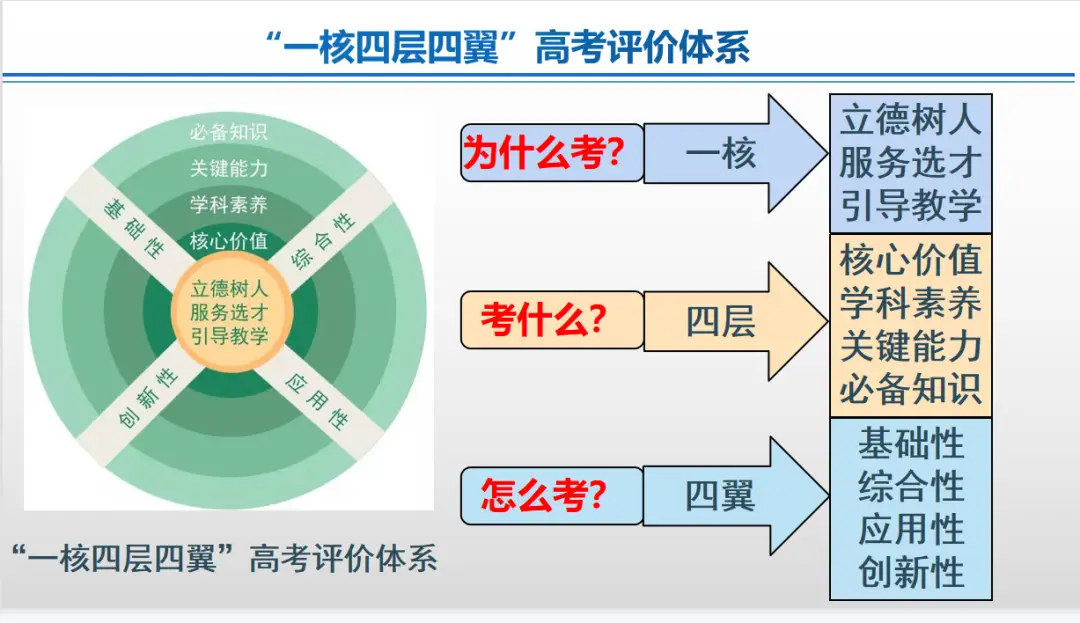 “一核四层四翼”高考评价体系
必备知识
关键能力
学科素养
核心价值
基础性
综合性
立德树人
服务选才
引导教学
创新性
应用性
“一核四层四翼”高考评价体系
为什么考?
一核
立德树人
服务选才
引导教学
考什么?
四层
核心价值
学科素养
关键能力
必备知识
怎么考?
四翼
基础性
综合性
应用性
创新性